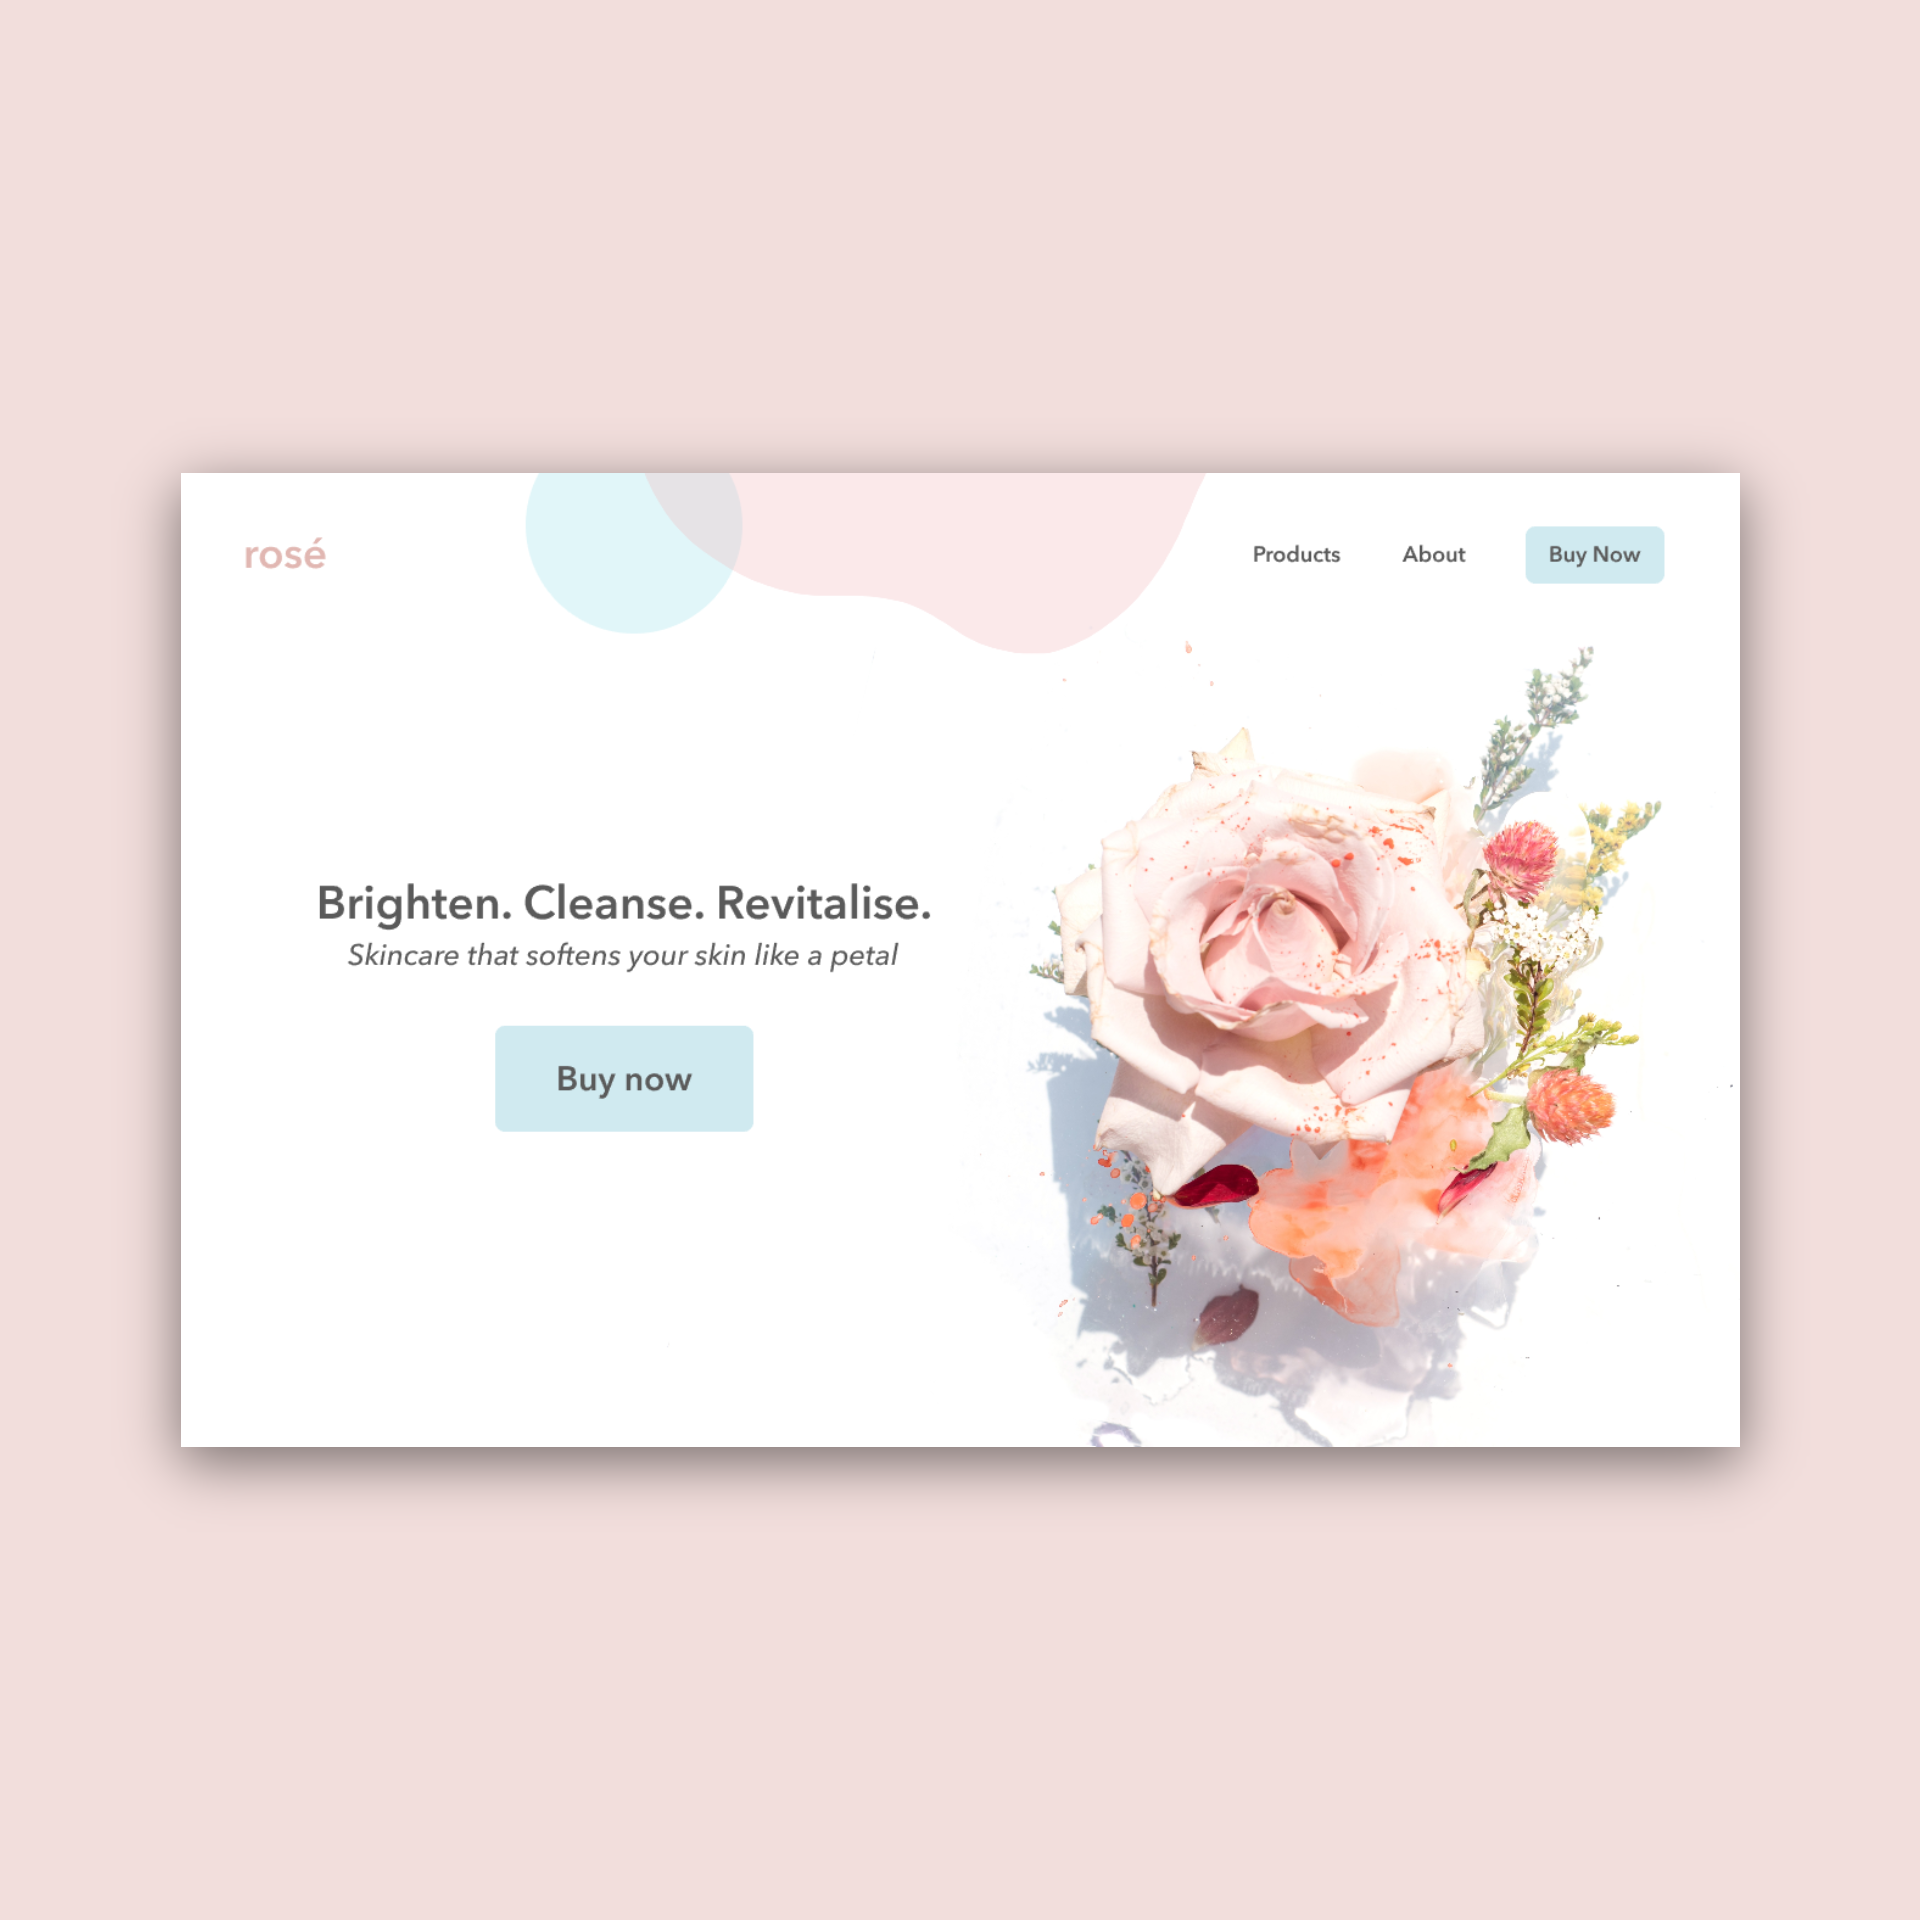 rosé
Products
About
Buy Now
Brighten. Cleanse. Revitalise.
Skincare that softens your skin like a petal
Buy now